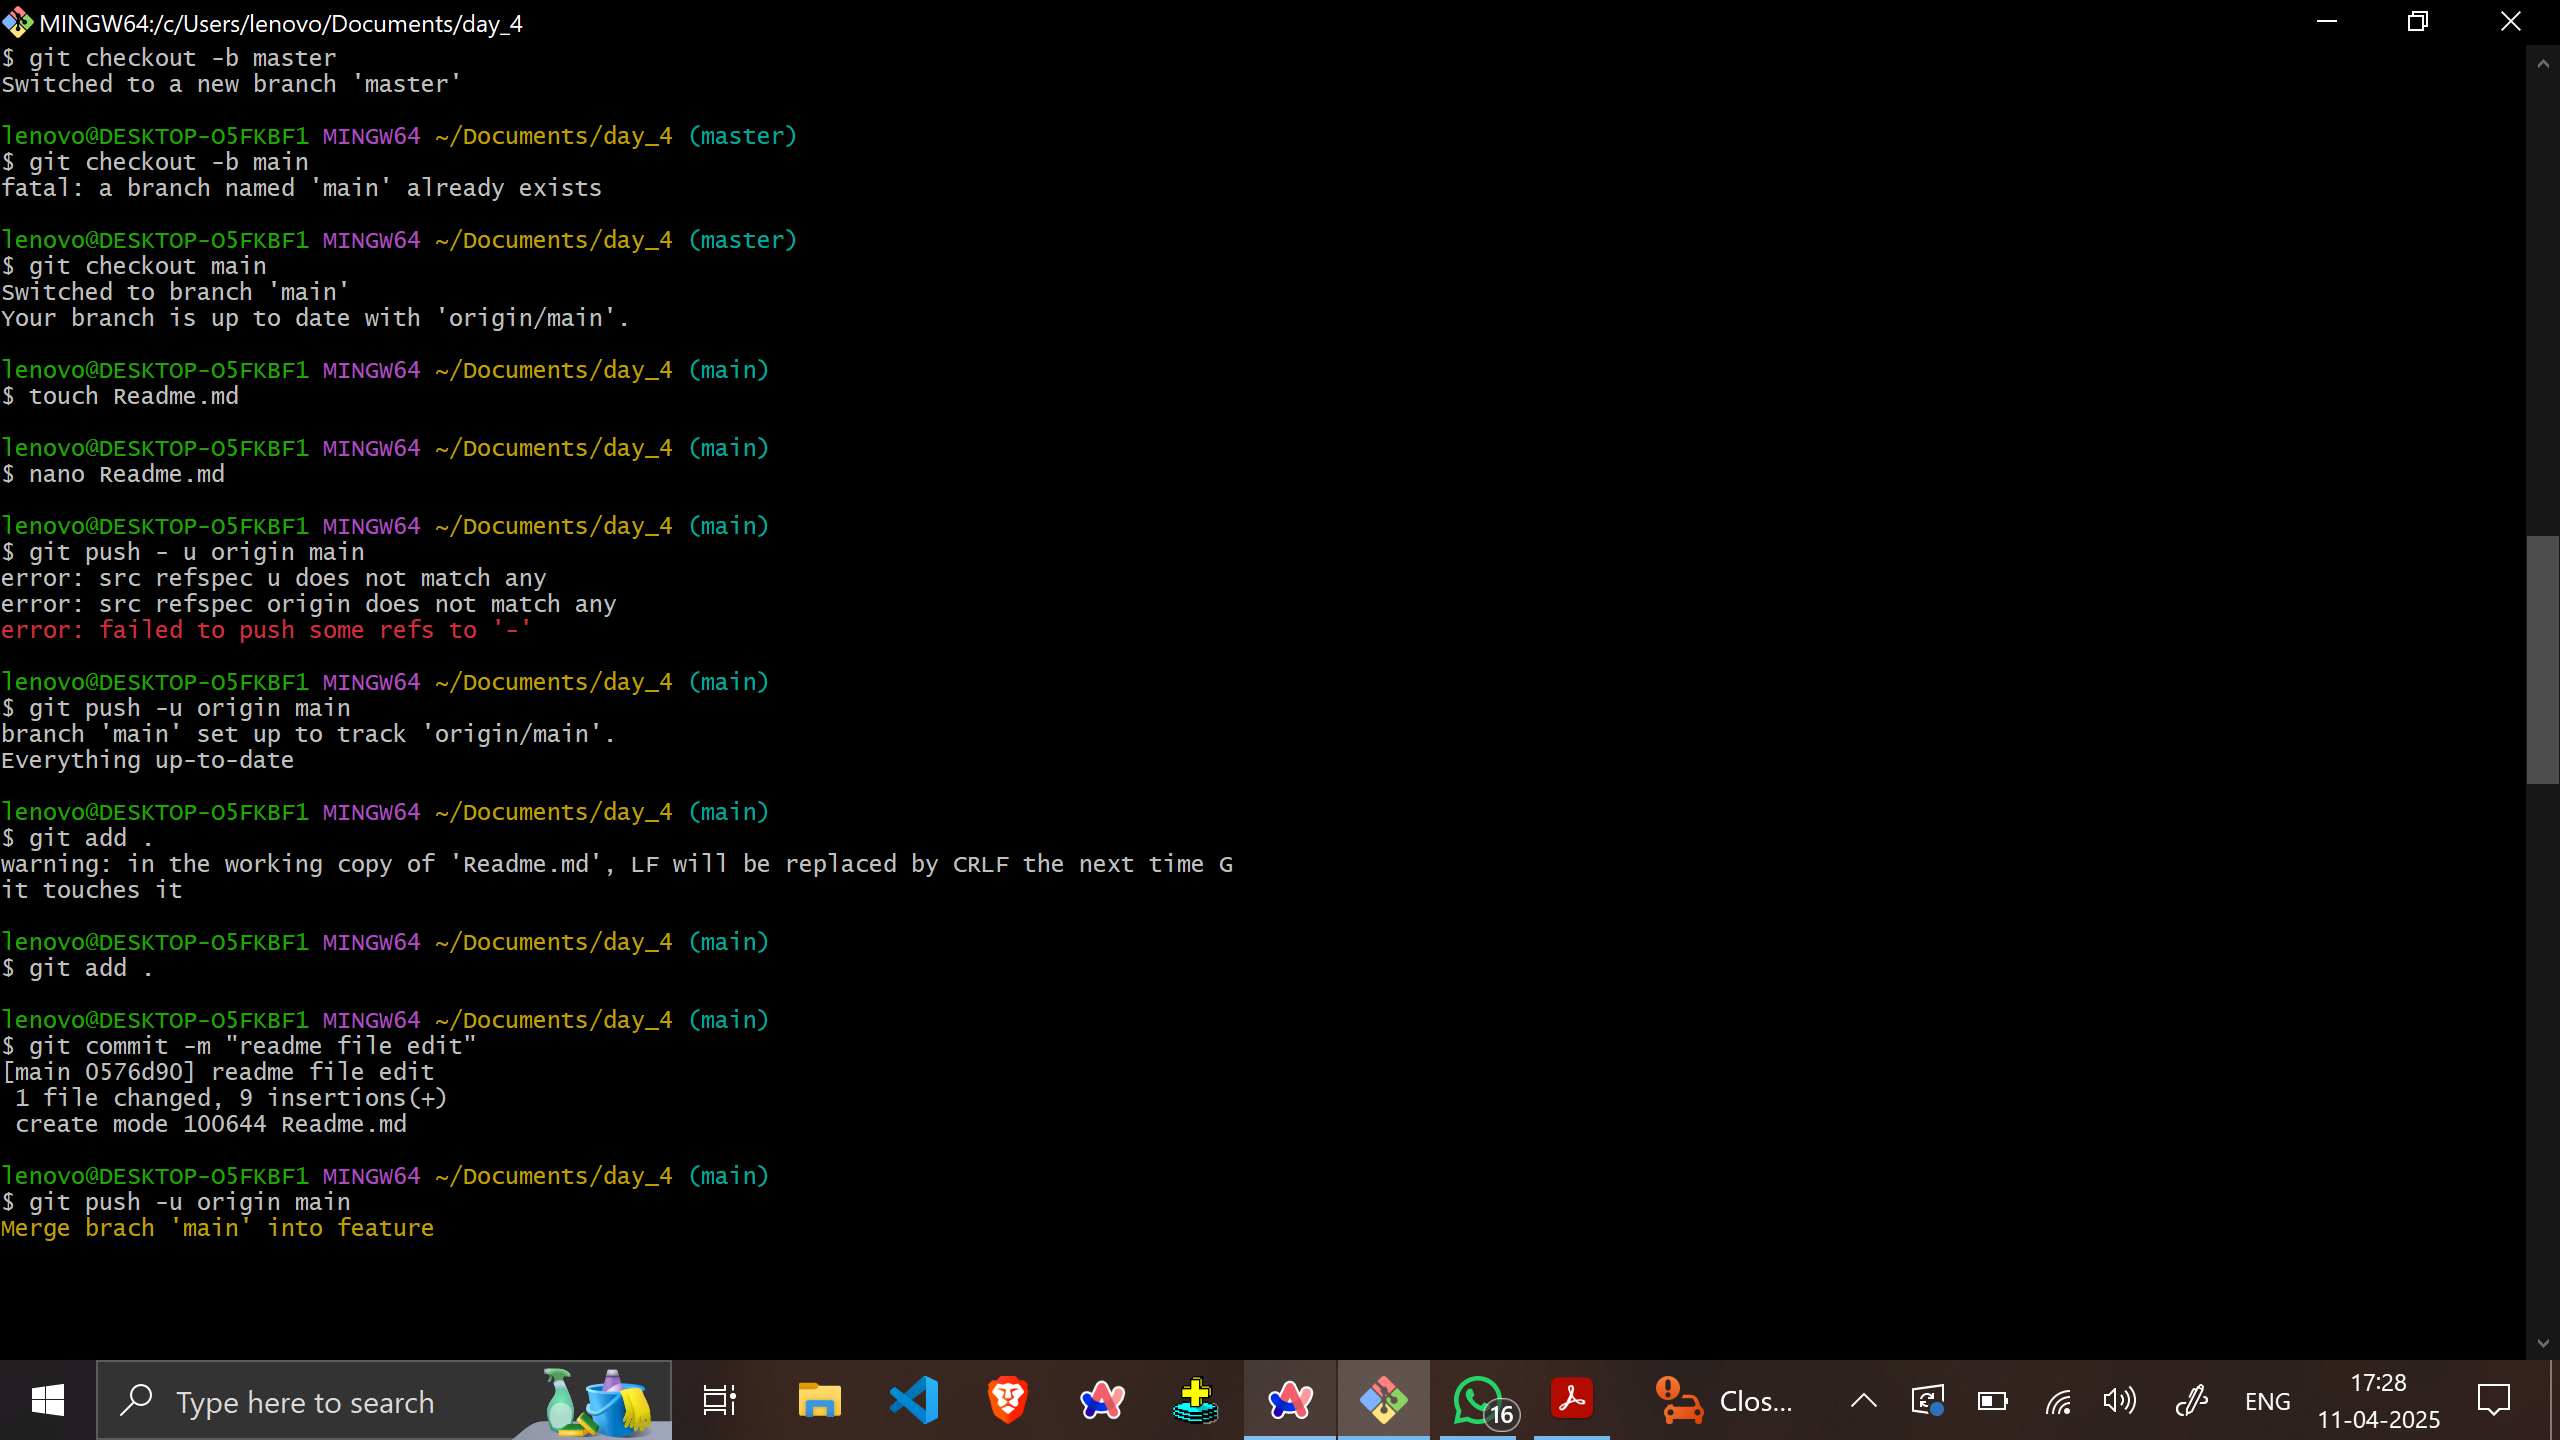 MINGW64:/c/Users/lenovo/Documents/day_4
$ git checkout -b master
Switched to a new branch 'master'
lenovo@DESKTOP-O5FKBF1 MINGW64 ~/Documents/day_4 (master)
$ git checkout -b main
fatal: a branch named 'main' already exists
lenovo@DESKTOP-O5FKBF1 MINGW64 ~/Documents/day_4 (master)
$ git checkout main
Switched to branch 'main'
Your branch is up to date with 'origin/main'.
lenovo@DESKTOP-O5FKBF1 MINGW64 ~/Documents/day_4 (main)
$ touch Readme.md
lenovo@DESKTOP-O5FKBF1 MINGW64 ~/Documents/day_4 (main)
$ nano Readme.md
lenovo@DESKTOP-O5FKBF1 MINGW64 ~/Documents/day_4 (main)
$ git push - u origin main
error: src refspec u does not match any
error: src refspec origin does not match any
error: failed to push some refs to '-'
lenovo@DESKTOP-O5FKBF1 MINGW64 ~/Documents/day_4 (main)
$ git push -u origin main
branch 'main' set up to track 'origin/main'.
Everything up-to-date
lenovo@DESKTOP-O5FKBF1 MINGW64 ~/Documents/day_4 (main)
$ git add .
warning: in the working copy of 'Readme.md', LF will be replaced by CRLF the next time G
it touches it
lenovo@DESKTOP-O5FKBF1 MINGW64 ~/Documents/day_4 (main)
$ git add .
lenovo@DESKTOP-O5FKBF1 MINGW64 ~/Documents/day_4 (main)
$ git commit -m "readme file edit"
[main 0576d90] readme file edit
1 file changed, 9 insertions(+)
create mode 100644 Readme.md
lenovo@DESKTOP-O5FKBF1 MINGW64 ~/Documents/day_4 (main)
$ git push -u origin main
Merge brach 'main' into feature
Type here to search
16
Clos...
ENG
17:28
11-04-2025